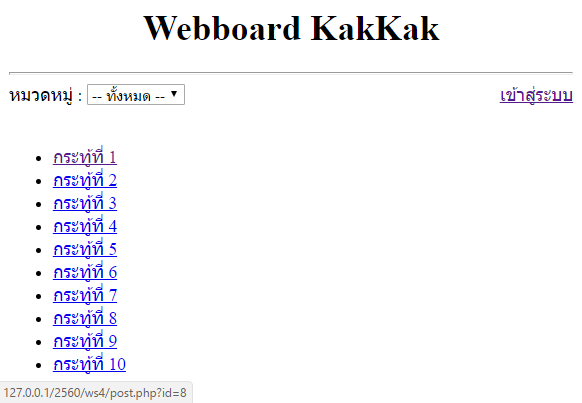 Webboard KakKak
หมวดหมู่ : -- ทั้งหมด -- เข้าสู่ระบบ
กระทู้ที่ 1
กระทู้ที่ 2
กระทู้ที่ 3
กระทู้ที่ 4
กระทู้ที่ 5
กระทู้ที่ 6
กระทู้ที่ 7
กระทู้ที่ 8
กระทู้ที่ 9
กระทู้ที่ 10
127.0.0.1/2560/ws4/post.php?id=8